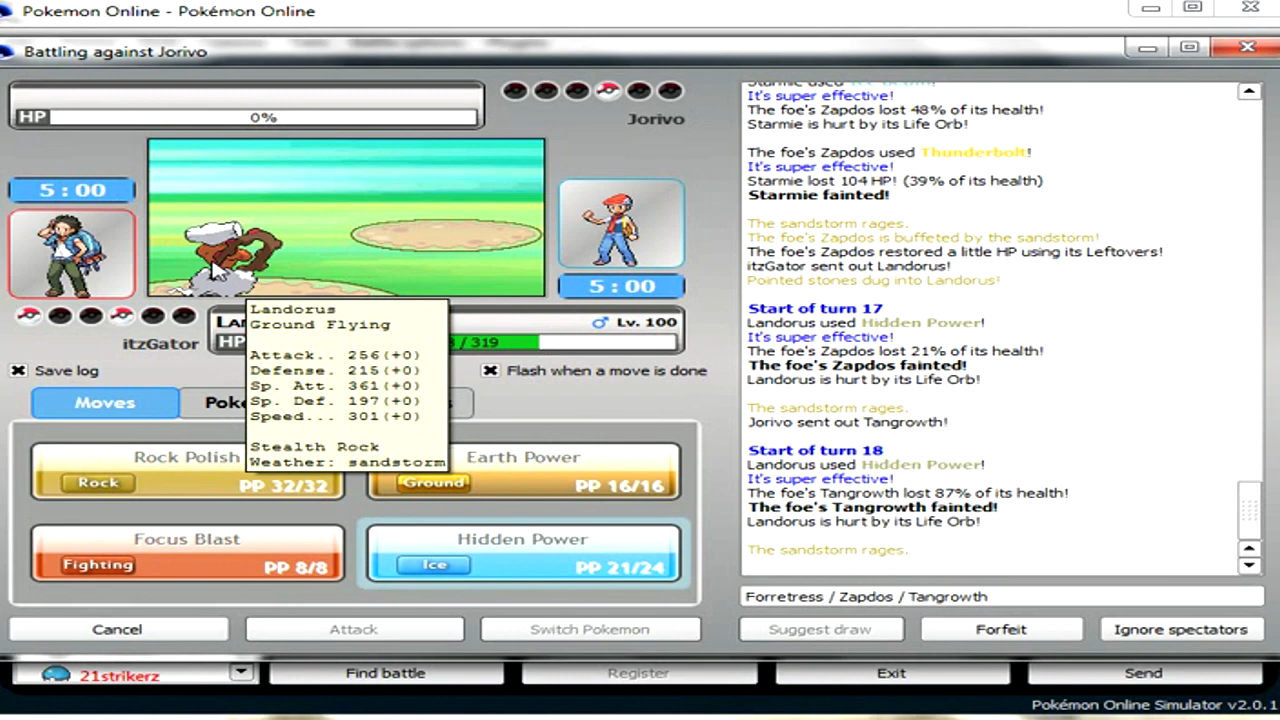 Pokemon Online - Pokémon Online
Battling against Jorivo
HP 0%
Jorivo
5:00
5:00
itzGator
Lv. 100
HP / 319
Save log
Flash when a move is done
Moves
Landorus
Ground Flying
Attack.. 256(+0)
Defense. 215(+0)
Sp. Att. 361(+0)
Sp. Def. 197(+0)
Speed... 301(+0)
Stealth Rock
Weather: sandstorm
Rock Polish
Rock PP 32/32
Earth Power
Ground PP 16/16
Focus Blast
Fighting PP 8/8
Hidden Power
Ice PP 21/24
Cancel
Attack
Switch Pokemon
It's super effective!
The foe's Zapdos lost 48% of its health!
Starmie is hurt by its Life Orb!
The foe's Zapdos used Thunderbolt!
It's super effective!
Starmie lost 104 HP! (39% of its health)
Starmie fainted!
The sandstorm rages.
The foe's Zapdos is buffeted by the sandstorm!
The foe's Zapdos restored a little HP using its Leftovers!
itzGator sent out Landorus!
Pointed stones dug into Landorus!
Start of turn 17
Landorus used Hidden Power!
It's super effective!
The foe's Zapdos lost 21% of its health!
The foe's Zapdos fainted!
Landorus is hurt by its Life Orb!
The sandstorm rages.
Jorivo sent out Tangrowth!
Start of turn 18
Landorus used Hidden Power!
It's super effective!
The foe's Tangrowth lost 87% of its health!
The foe's Tangrowth fainted!
Landorus is hurt by its Life Orb!
The sandstorm rages.
Forretress / Zapdos / Tangrowth
Suggest draw
Forfeit
Ignore spectators
21strikerz
Find battle
Register
Exit
Send
Pokémon Online Simulator v2.0.1